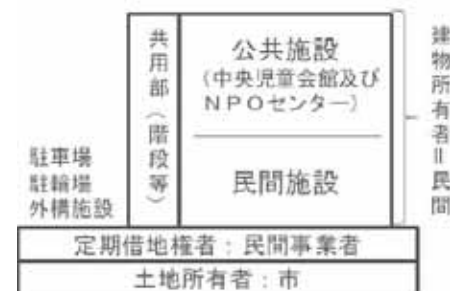 共用部（階段等）
公共施設
（中央児童会館及び
ＮＰＯセンター）
民間施設
建物所有者＝民間
駐車場
駐輪場
外構施設
定期借地権者：民間事業者
土地所有者：市